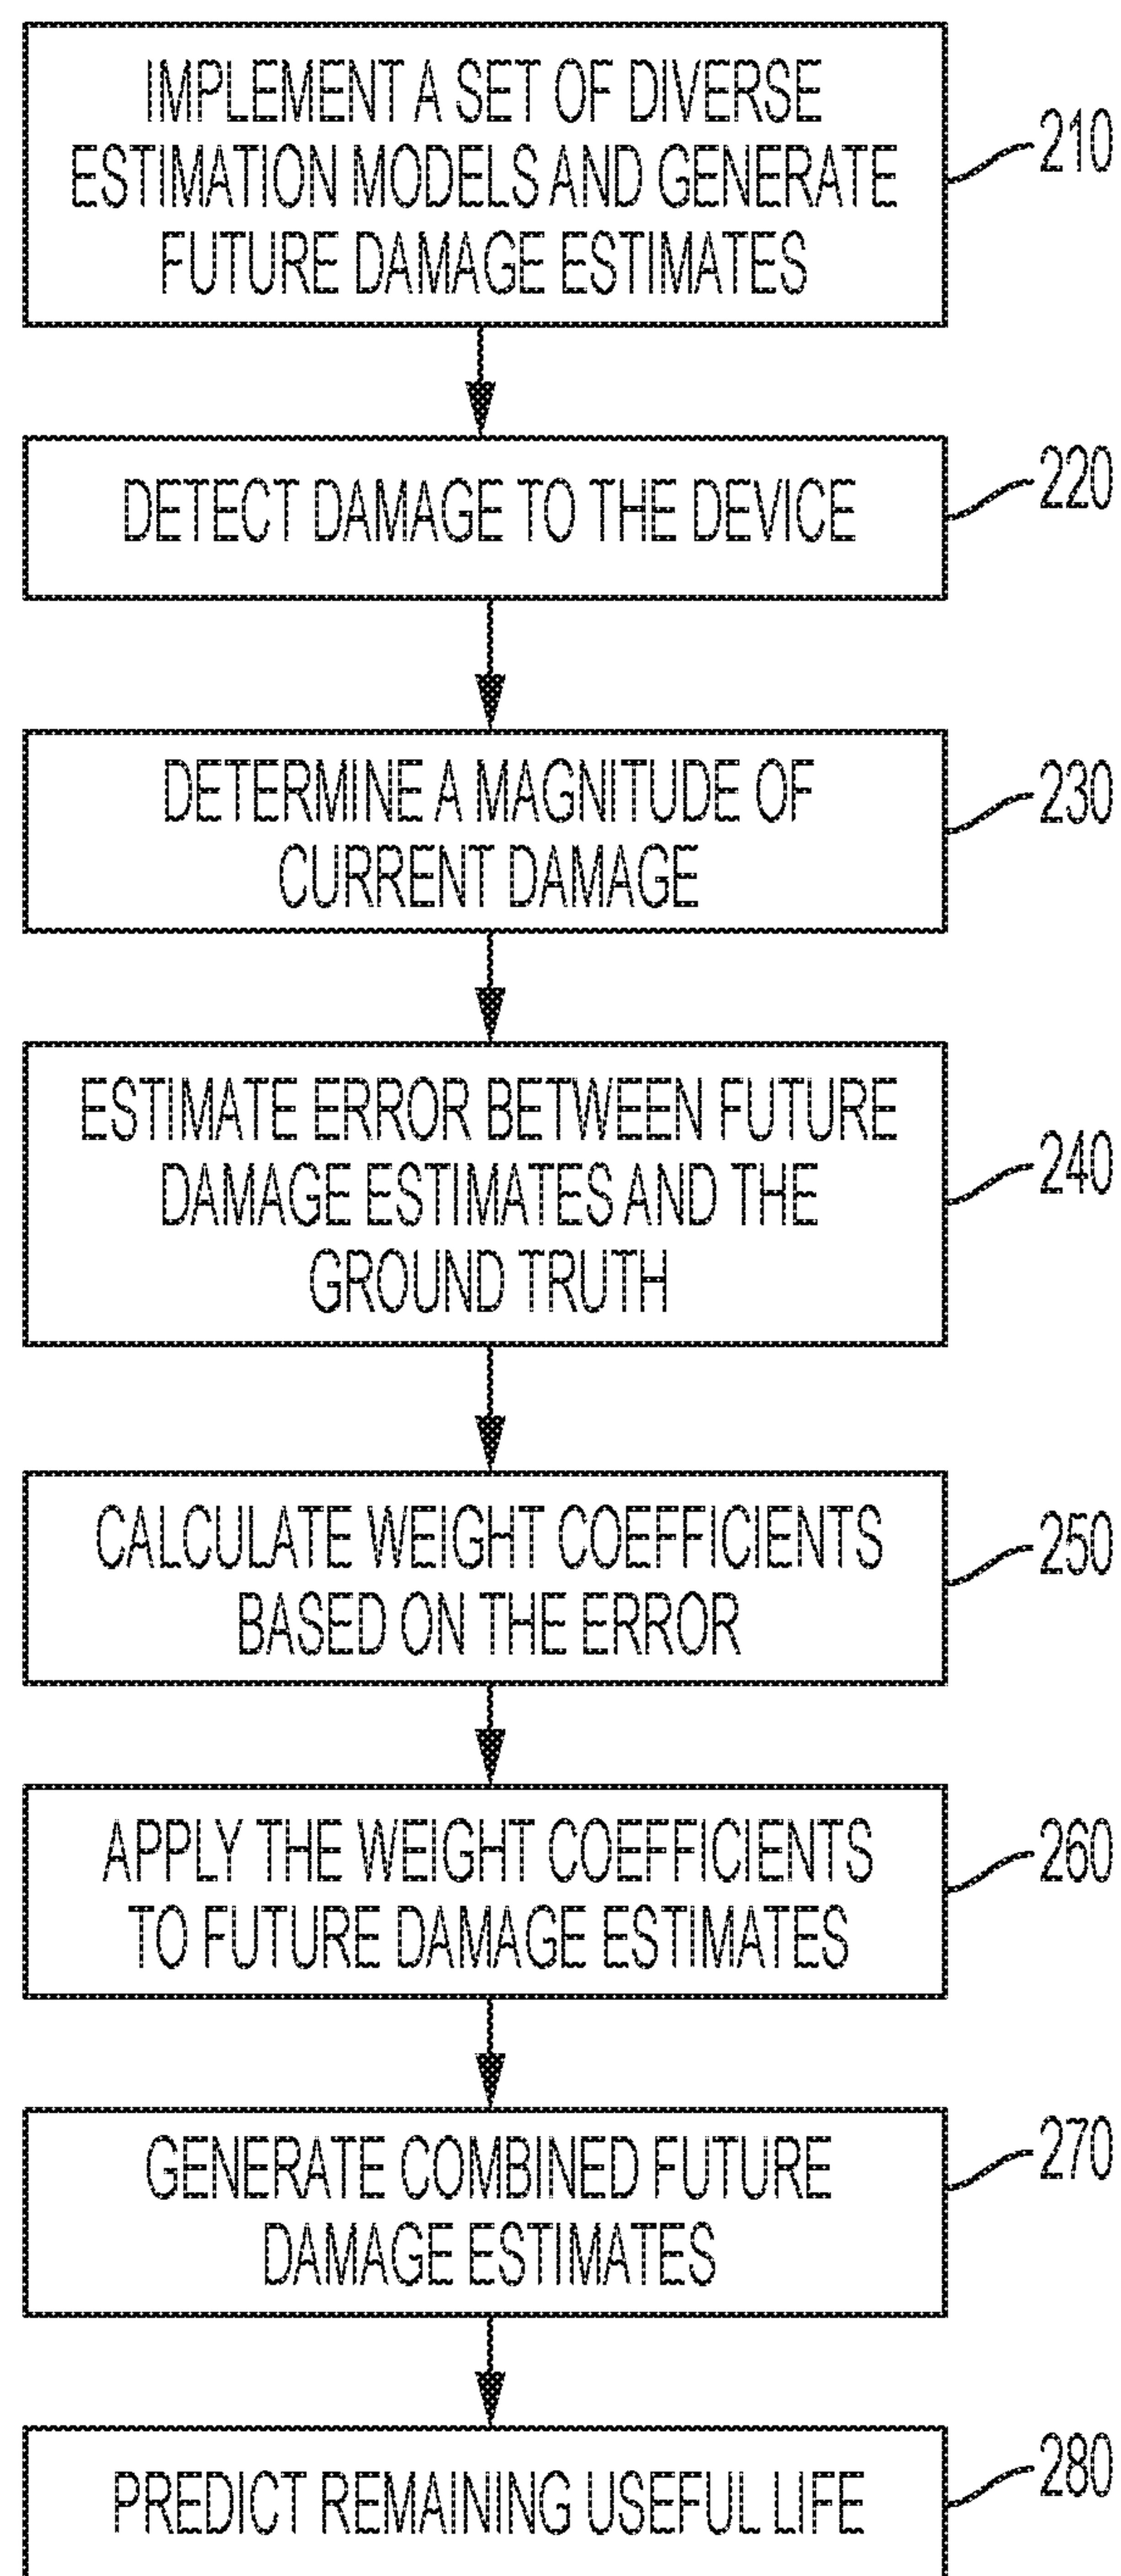 IMPLEMENT A SET OF DIVERSE
ESTIMATION MODELS AND GENERATE
FUTURE DAMAGE ESTIMATES
210
DETECT DAMAGE TO THE DEVICE
220
DETERMINE A MAGNITUDE OF
CURRENT DAMAGE
230
ESTIMATE ERROR BETWEEN FUTURE
DAMAGE ESTIMATES AND THE
GROUND TRUTH
240
CALCULATE WEIGHT COEFFICIENTS
BASED ON THE ERROR
250
APPLY THE WEIGHT COEFFICIENTS
TO FUTURE DAMAGE ESTIMATES
260
GENERATE COMBINED FUTURE
DAMAGE ESTIMATES
270
PREDICT REMAINING USEFUL LIFE
280